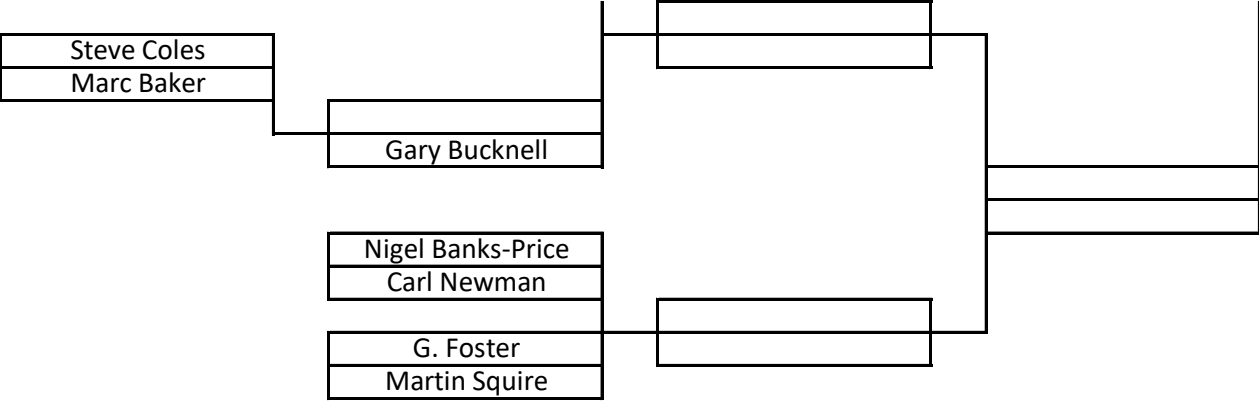 Steve Coles
Marc Baker
Gary Bucknell
Nigel Banks-Price
Carl Newman
G. Foster
Martin Squire